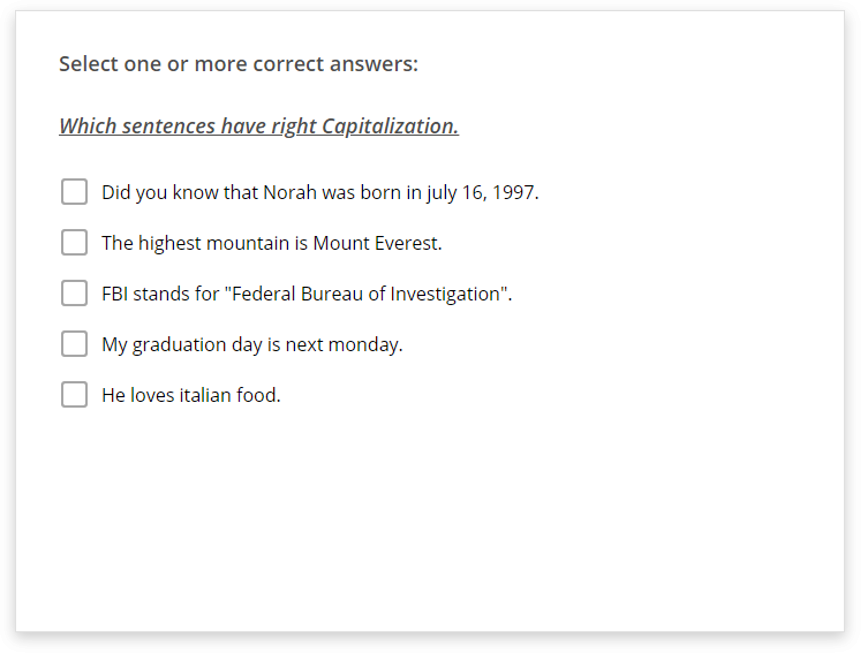 Select one or more correct answers:
Which sentences have right Capitalization.
Did you know that Norah was born in july 16, 1997.
The highest mountain is Mount Everest.
FBI stands for "Federal Bureau of Investigation".
My graduation day is next monday.
He loves italian food.